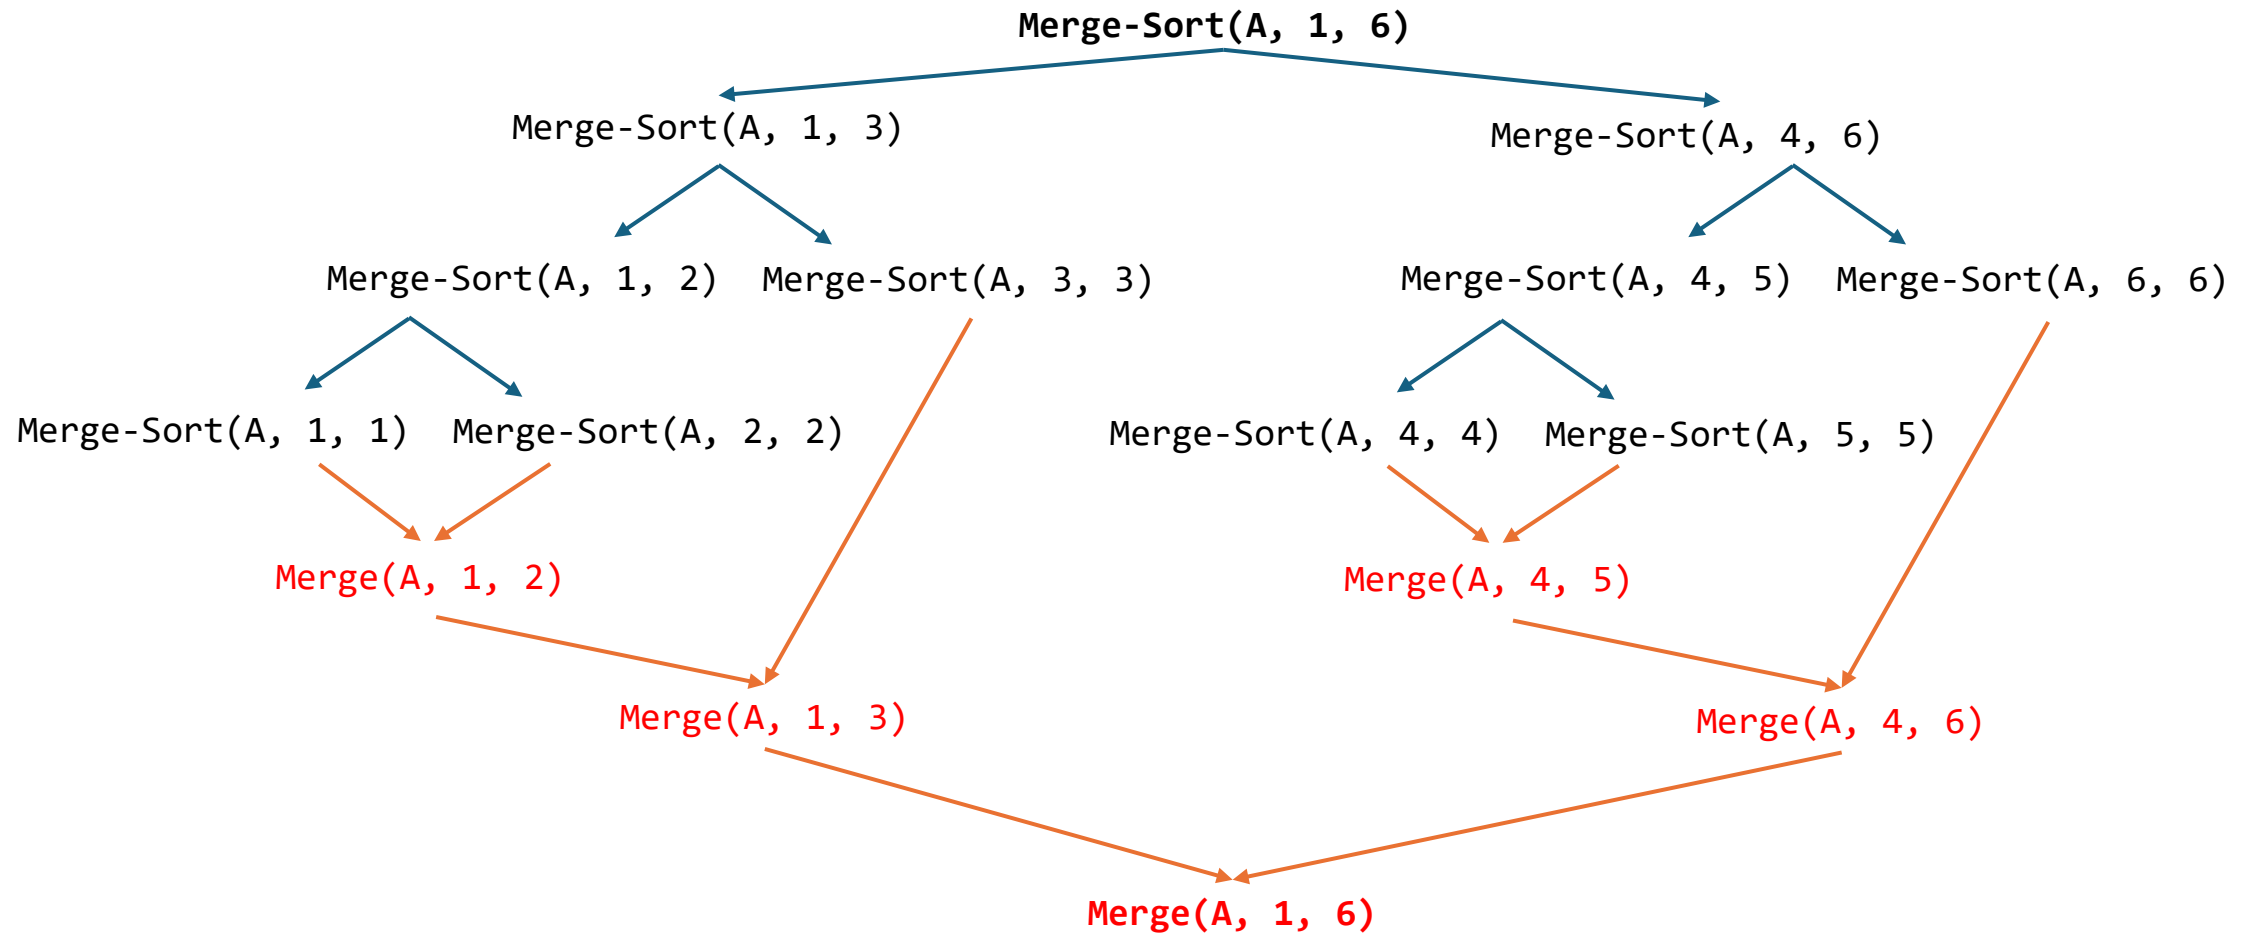 Merge-Sort(A, 1, 6)
Merge-Sort(A, 1, 3)
Merge-Sort(A, 4, 6)
Merge-Sort(A, 1, 2)
Merge-Sort(A, 3, 3)
Merge-Sort(A, 4, 5)
Merge-Sort(A, 6, 6)
Merge-Sort(A, 1, 1)
Merge-Sort(A, 2, 2)
Merge-Sort(A, 4, 4)
Merge-Sort(A, 5, 5)
Merge(A, 1, 2)
Merge(A, 4, 5)
Merge(A, 1, 3)
Merge(A, 4, 6)
Merge(A, 1, 6)